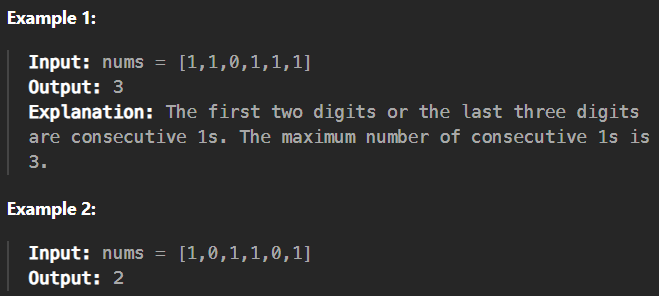 Example 1:
Input: nums = [1,1,0,1,1,1]
Output: 3
Explanation: The first two digits or the last three digits
are consecutive 1s. The maximum number of consecutive 1s is
3.
Example 2:
Input: nums = [1,0,1,1,0,1]
Output: 2